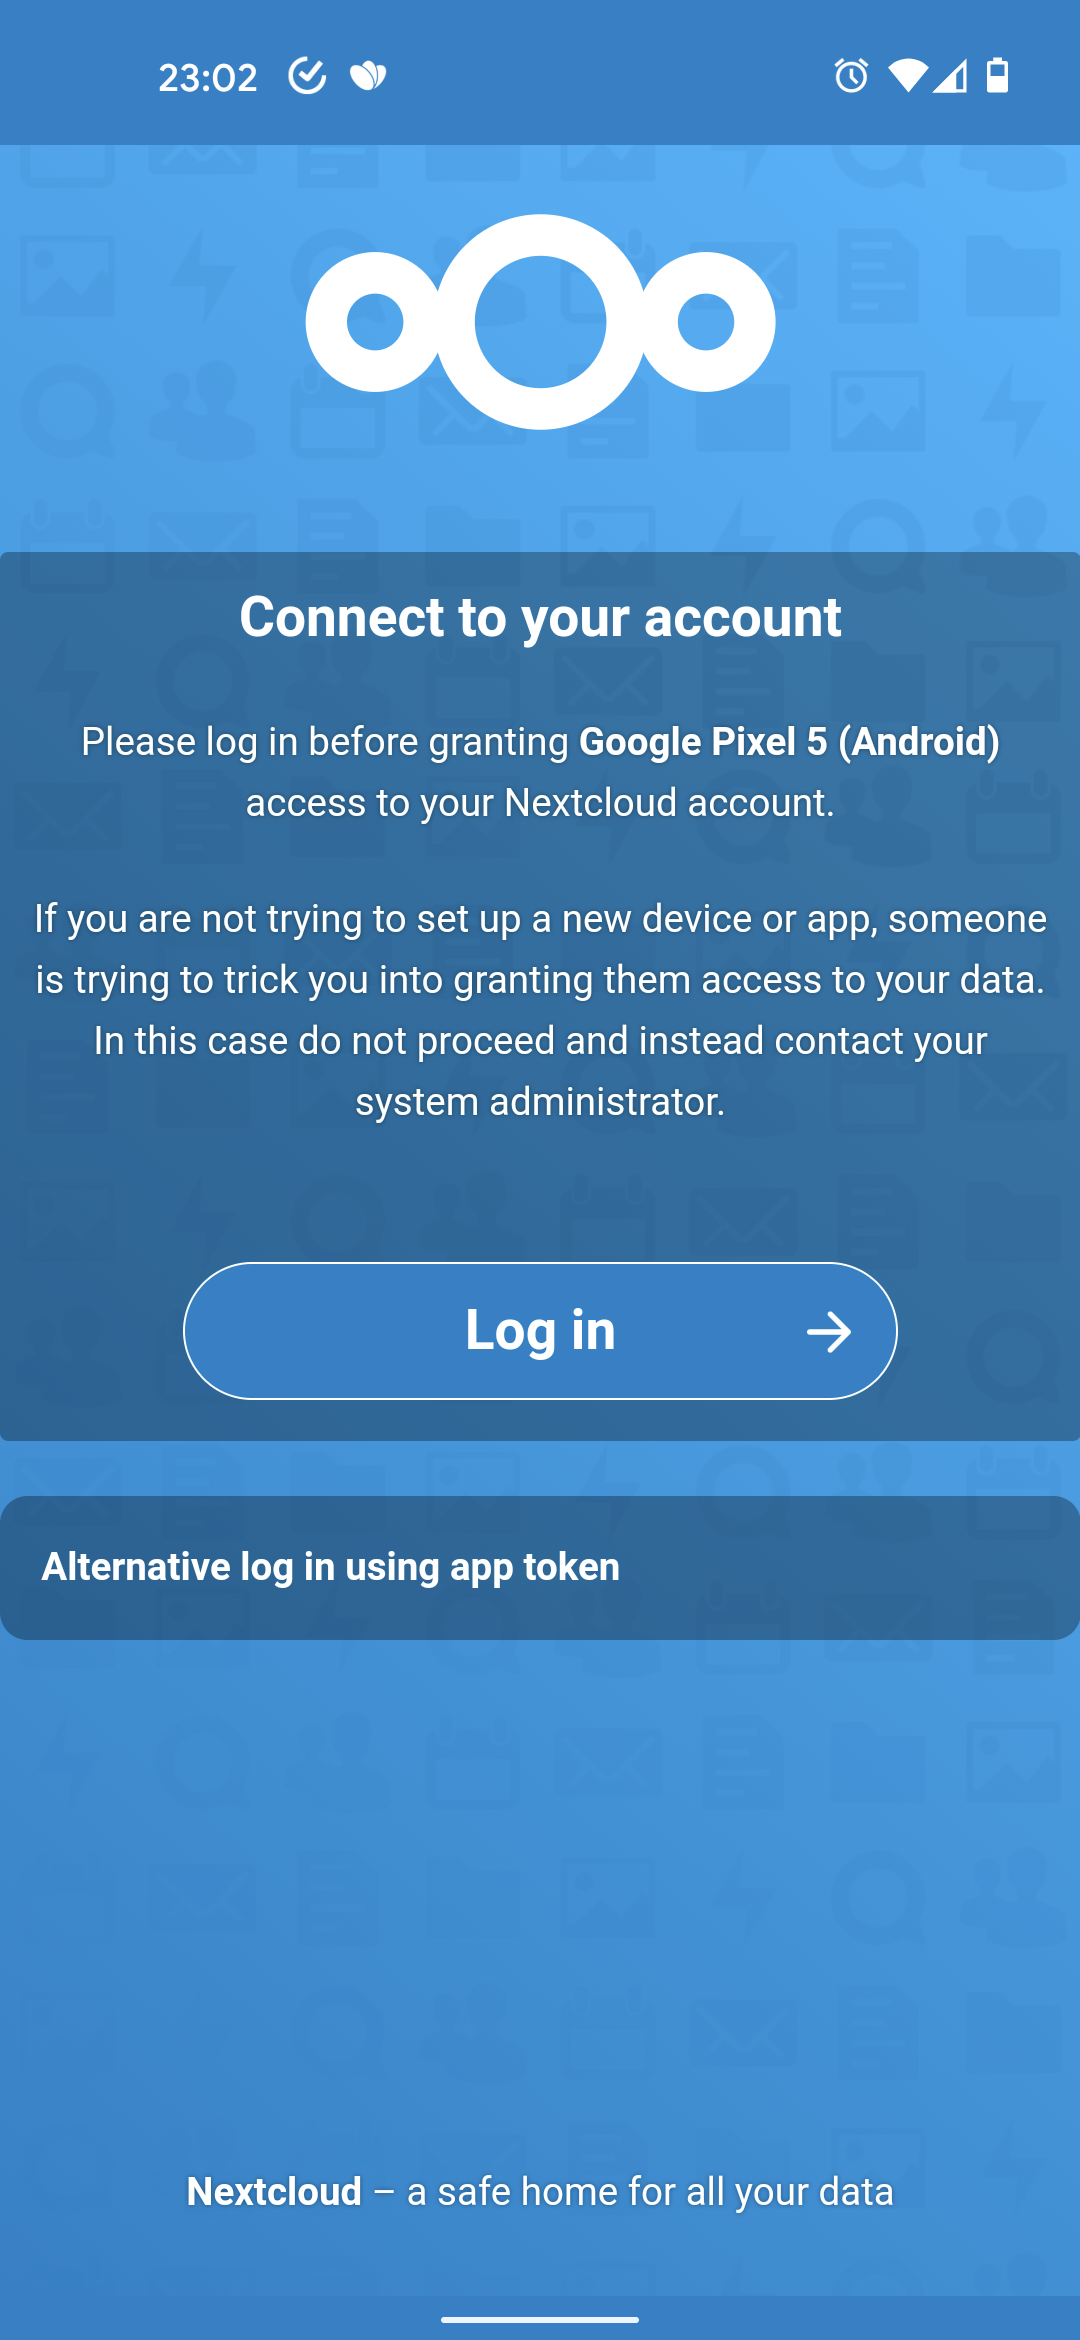 23:02
Connect to your account
Please log in before granting Google Pixel 5 (Android)
access to your Nextcloud account.
If you are not trying to set up a new device or app, someone
is trying to trick you into granting them access to your data.
In this case do not proceed and instead contact your
system administrator.
Log in
Alternative log in using app token
Nextcloud – a safe home for all your data